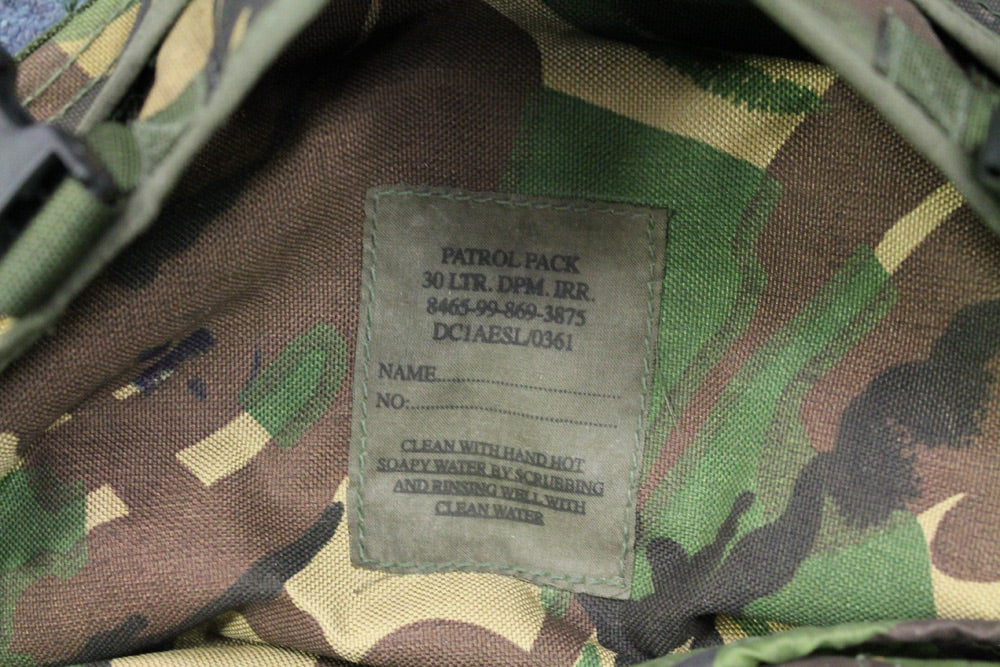 PATROL PACK
30 LTR. DPM. IRR.
8465-99-869-3875
DC1AESL/0361
NAME............................
NO:................................
CLEAN WITH HAND HOT
SOAPY WATER BY SCRUBBING
AND RINSING WELL WITH
CLEAN WATER